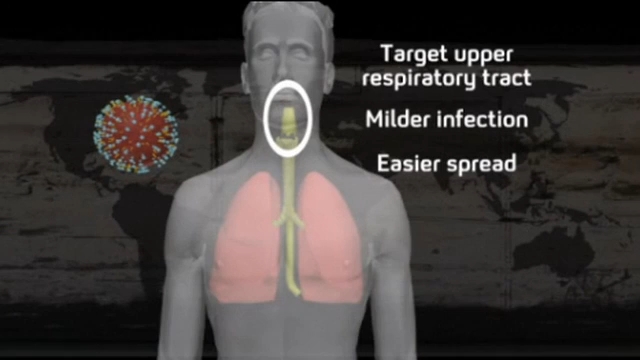 Target upper
respiratory tract
Milder infection
Easier spread